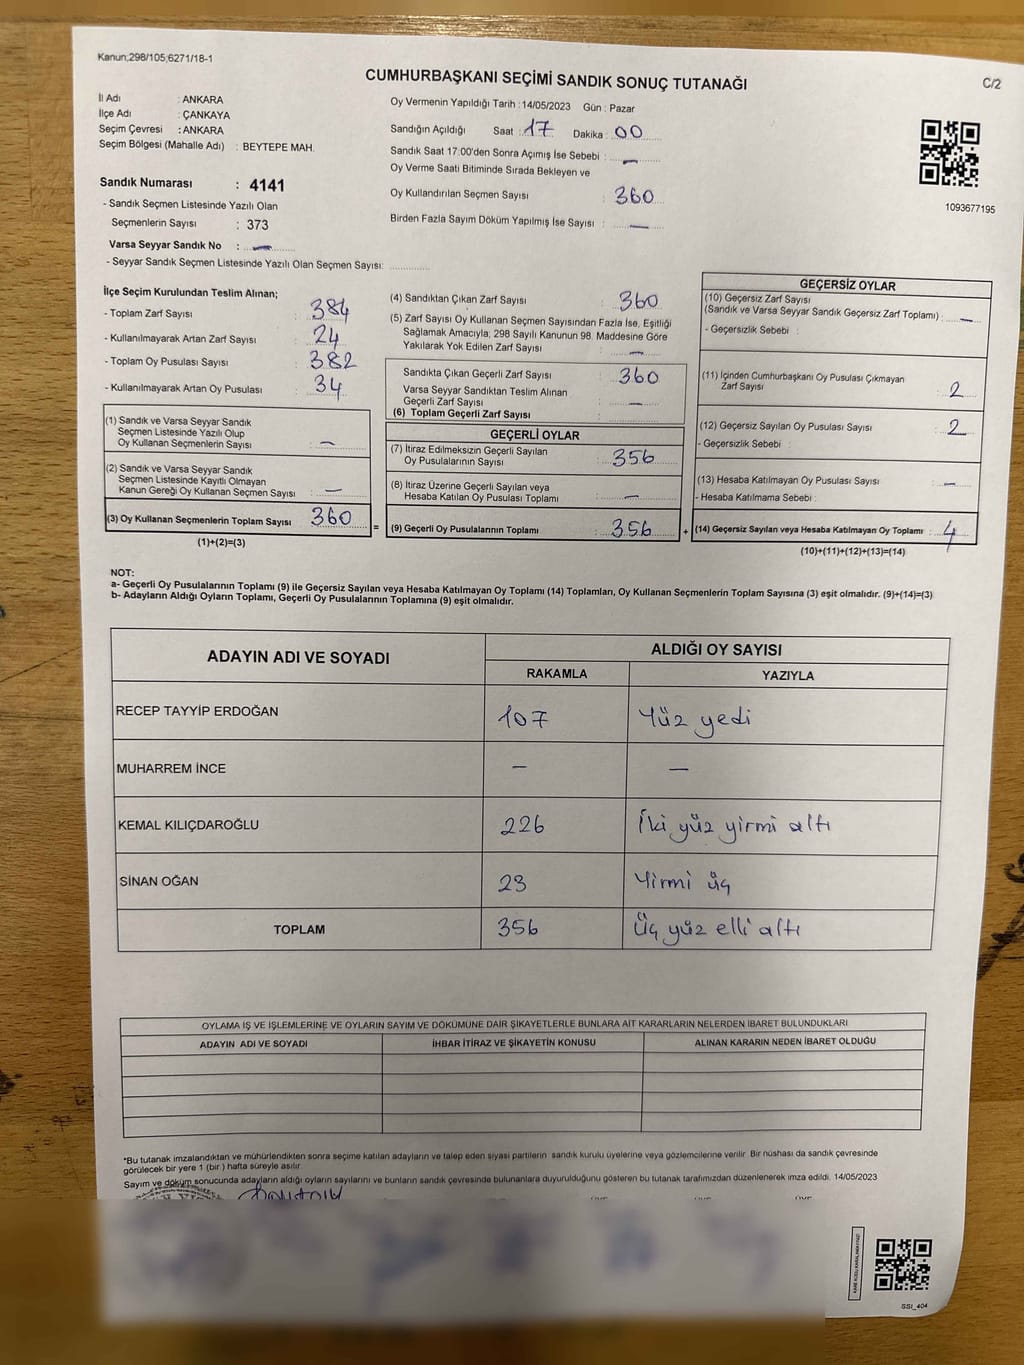 Kanun;298/105;6271/18-1
CUMHURBAŞKANI SEÇİMİ SANDIK SONUÇ TUTANAĞI
C/2
İl Adı : ANKARA
İlçe Adı : ÇANKAYA
Seçim Çevresi : ANKARA
Seçim Bölgesi (Mahalle Adı) : BEYTEPE MAH.
Sandık Numarası : 4141
- Sandık Seçmen Listesinde Yazılı Olan
Seçmenlerin Sayısı : 373
Varsa Seyyar Sandık No : —
- Seyyar Sandık Seçmen Listesinde Yazılı Olan Seçmen Sayısı: ............
Oy Vermenin Yapıldığı Tarih :14/05/2023 Gün : Pazar
Sandığın Açıldığı Saat : 17 Dakika : 00
Sandık Saat 17:00'den Sonra Açımış İse Sebebi : —
Oy Verme Saati Bitiminde Sırada Bekleyen ve
Oy Kullandırılan Seçmen Sayısı : 360
Birden Fazla Sayım Döküm Yapılmış İse Sayısı : —
1093677195
İlçe Seçim Kurulundan Teslim Alınan;
- Toplam Zarf Sayısı : 384
- Kullanılmayarak Artan Zarf Sayısı : 24
- Toplam Oy Pusulası Sayısı : 382
- Kullanılmayarak Artan Oy Pusulası : 34
(1) Sandık ve Varsa Seyyar Sandık
Seçmen Listesinde Yazılı Olup
Oy Kullanan Seçmenlerin Sayısı : —
(2) Sandık ve Varsa Seyyar Sandık
Seçmen Listesinde Kayıtlı Olmayan
Kanun Gereği Oy Kullanan Seçmen Sayısı : —
(3) Oy Kullanan Seçmenlerin Toplam Sayısı 360
(1)+(2)=(3)
(4) Sandıktan Çıkan Zarf Sayısı : 360
(5) Zarf Sayısı Oy Kullanan Seçmen Sayısından Fazla İse, Eşitliği
Sağlamak Amacıyla; 298 Sayılı Kanunun 98. Maddesine Göre
Yakılarak Yok Edilen Zarf Sayısı : —
Sandıkta Çıkan Geçerli Zarf Sayısı : 360
Varsa Seyyar Sandıktan Teslim Alınan
Geçerli Zarf Sayısı : —
(6) Toplam Geçerli Zarf Sayısı :
GEÇERLİ OYLAR
(7) İtiraz Edilmeksizin Geçerli Sayılan
Oy Pusulalarının Sayısı : 356
(8) İtiraz Üzerine Geçerli Sayılan veya
Hesaba Katılan Oy Pusulası Toplamı : —
= (9) Geçerli Oy Pusulalarının Toplamı : 356 +
GEÇERSİZ OYLAR
(10) Geçersiz Zarf Sayısı
(Sandık ve Varsa Seyyar Sandık Geçersiz Zarf Toplamı) : —
- Geçersizlik Sebebi :
(11) İçinden Cumhurbaşkanı Oy Pusulası Çıkmayan
Zarf Sayısı : 2
(12) Geçersiz Sayılan Oy Pusulası Sayısı : 2
- Geçersizlik Sebebi :
(13) Hesaba Katılmayan Oy Pusulası Sayısı : —
- Hesaba Katılmama Sebebi :
(14) Geçersiz Sayılan veya Hesaba Katılmayan Oy Toplamı : 4
(10)+(11)+(12)+(13)=(14)
NOT:
a- Geçerli Oy Pusulalarının Toplamı (9) ile Geçersiz Sayılan veya Hesaba Katılmayan Oy Toplamı (14) Toplamları, Oy Kullanan Seçmenlerin Toplam Sayısına (3) eşit olmalıdır. (9)+(14)=(3)
b- Adayların Aldığı Oyların Toplamı, Geçerli Oy Pusulalarının Toplamına (9) eşit olmalıdır.
ADAYIN ADI VE SOYADI ALDIĞI OY SAYISI
RAKAMLA YAZIYLA
RECEP TAYYİP ERDOĞAN 107 Yüz yedi
MUHARREM İNCE — —
KEMAL KILIÇDAROĞLU 226 İki yüz yirmi altı
SİNAN OĞAN 23 Yirmi üç
TOPLAM 356 Üç yüz elli altı
OYLAMA İŞ VE İŞLEMLERİNE VE OYLARIN SAYIM VE DÖKÜMÜNE DAİR ŞİKAYETLERLE BUNLARA AİT KARARLARIN NELERDEN İBARET BULUNDUKLARI
ADAYIN ADI VE SOYADI İHBAR İTİRAZ VE ŞİKAYETİN KONUSU ALINAN KARARIN NEDEN İBARET OLDUĞU
*Bu tutanak imzalandıktan ve mühürlendikten sonra seçime katılan adayların ve talep eden siyasi partilerin sandık kurulu üyelerine veya gözlemcilerine verilir. Bir nüshası da sandık çevresinde
görülecek bir yere 1 (bir ) hafta süreyle asılır.
Sayım ve döküm sonucunda adayların aldığı oyların sayılarını ve bunların sandık çevresinde bulunanlara duyurulduğunu gösteren bu tutanak tarafımızdan düzenlenerek imza edildi. 14/05/2023
SSI_404